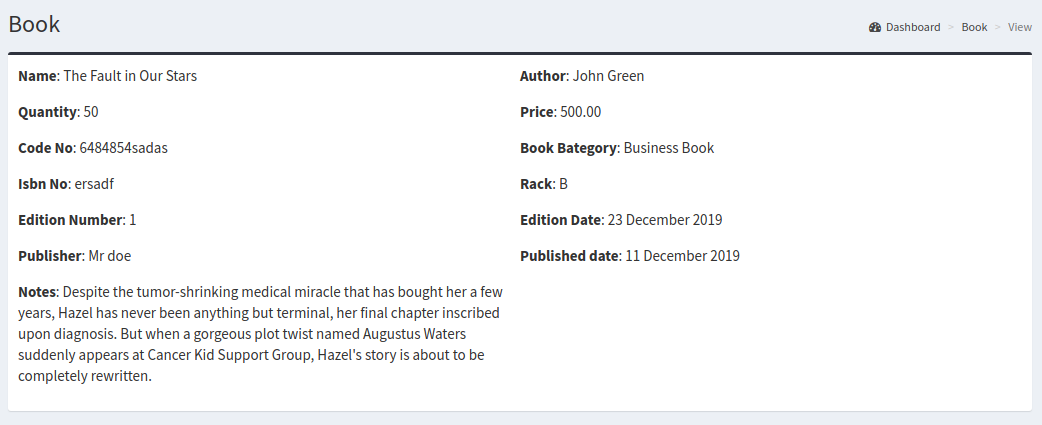 Book
Dashboard > Book > View
Name: The Fault in Our Stars
Author: John Green
Quantity: 50
Price: 500.00
Code No: 6484854sadas
Book Bategory: Business Book
Isbn No: ersadf
Rack: B
Edition Number: 1
Edition Date: 23 December 2019
Publisher: Mr doe
Published date: 11 December 2019
Notes: Despite the tumor-shrinking medical miracle that has bought her a few
years, Hazel has never been anything but terminal, her final chapter inscribed
upon diagnosis. But when a gorgeous plot twist named Augustus Waters
suddenly appears at Cancer Kid Support Group, Hazel's story is about to be
completely rewritten.